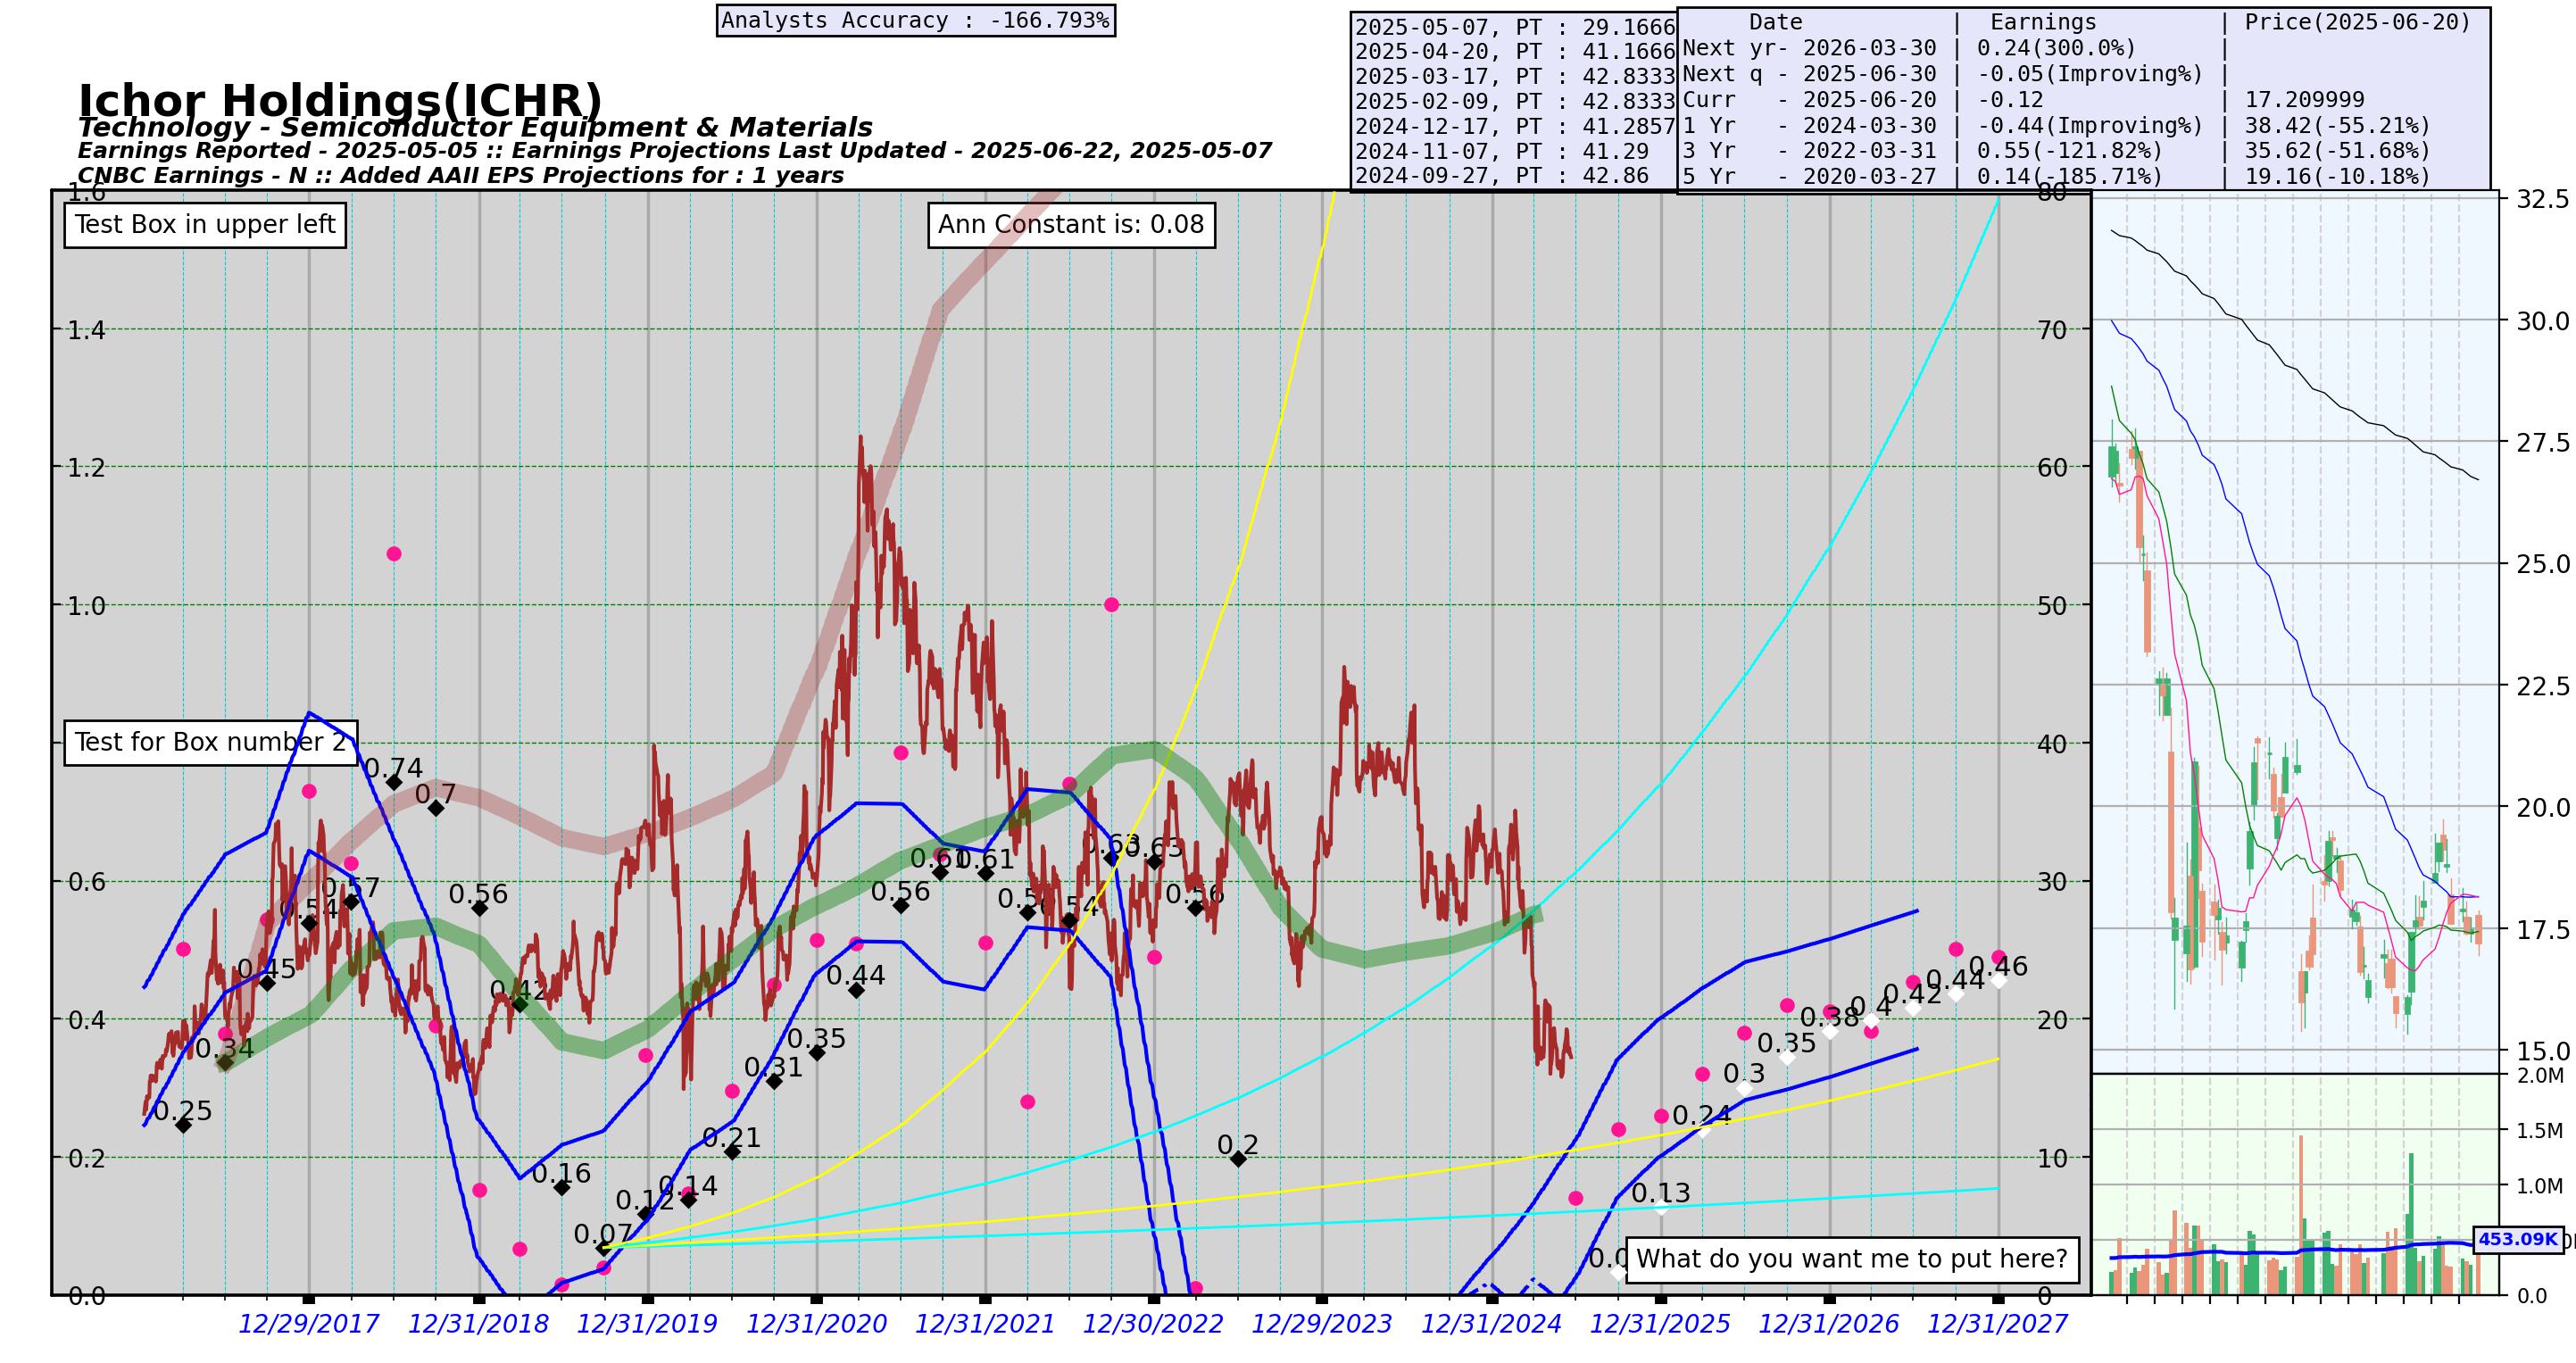 Analysts Accuracy : -166.793%
2025-05-07, PT : 29.1666
2025-04-20, PT : 41.1666
2025-03-17, PT : 42.8333
2025-02-09, PT : 42.8333
2024-12-17, PT : 41.2857
2024-11-07, PT : 41.29
2024-09-27, PT : 42.86
Date | Earnings | Price(2025-06-20)
Next yr- 2026-03-30 | 0.24(300.0%) |
Next q - 2025-06-30 | -0.05(Improving%) |
Curr - 2025-06-20 | -0.12 | 17.209999
1 Yr - 2024-03-30 | -0.44(Improving%) | 38.42(-55.21%)
3 Yr - 2022-03-31 | 0.55(-121.82%) | 35.62(-51.68%)
5 Yr - 2020-03-27 | 0.14(-185.71%) | 19.16(-10.18%)
Ichor Holdings(ICHR)
Technology - Semiconductor Equipment & Materials
Earnings Reported - 2025-05-05 :: Earnings Projections Last Updated - 2025-06-22, 2025-05-07
CNBC Earnings - N :: Added AAII EPS Projections for : 1 years
Test Box in upper left
Ann Constant is: 0.08
Test for Box number 2
What do you want me to put here?
1.6
1.4
1.2
1.0
0.6
0.4
0.2
0.0
80
70
60
50
40
30
20
10
0
32.5
30.0
27.5
25.0
22.5
20.0
17.5
15.0
2.0M
1.5M
1.0M
453.09K
0.0
0.25
0.34
0.45
0.54
0.57
0.74
0.7
0.56
0.42
0.16
0.07
0.12
0.14
0.21
0.31
0.35
0.44
0.56
0.61
0.61
0.54
0.63
0.63
0.56
0.2
0.13
0.24
0.3
0.35
0.38
0.4
0.42
0.44
0.46
12/29/2017 12/31/2018 12/31/2019 12/31/2020 12/31/2021 12/30/2022 12/29/2023 12/31/2024 12/31/2025 12/31/2026 12/31/2027